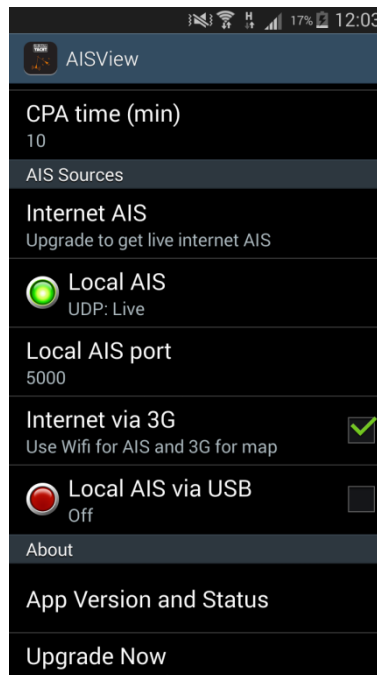 H 17% 12:03
AISView
CPA time (min)
10
AIS Sources
Internet AIS
Upgrade to get live internet AIS
Local AIS
UDP: Live
Local AIS port
5000
Internet via 3G
Use Wifi for AIS and 3G for map
Local AIS via USB
Off
About
App Version and Status
Upgrade Now